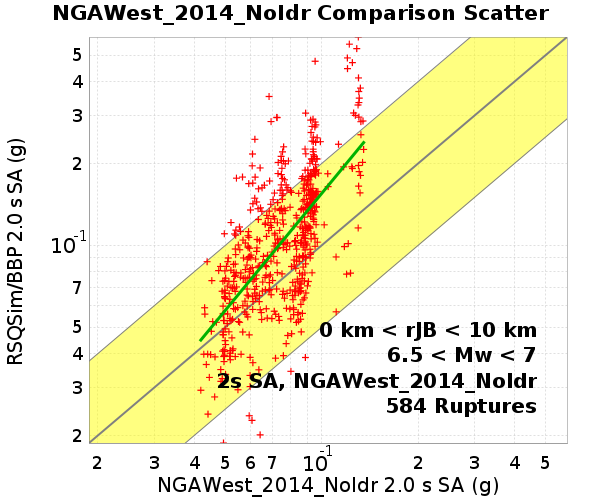 NGAWest_2014_NoIdr Comparison Scatter
RSQSim/BBP 2.0 s SA (g)
5
4
3
2
10-1
7
5
4
3
2
0 km < rJB < 10 km
6.5 < Mw < 7
2s SA, NGAWest_2014_NoIdr
584 Ruptures
2 3 4 5 6 7 10-1 2 3 4 5
NGAWest_2014_NoIdr 2.0 s SA (g)